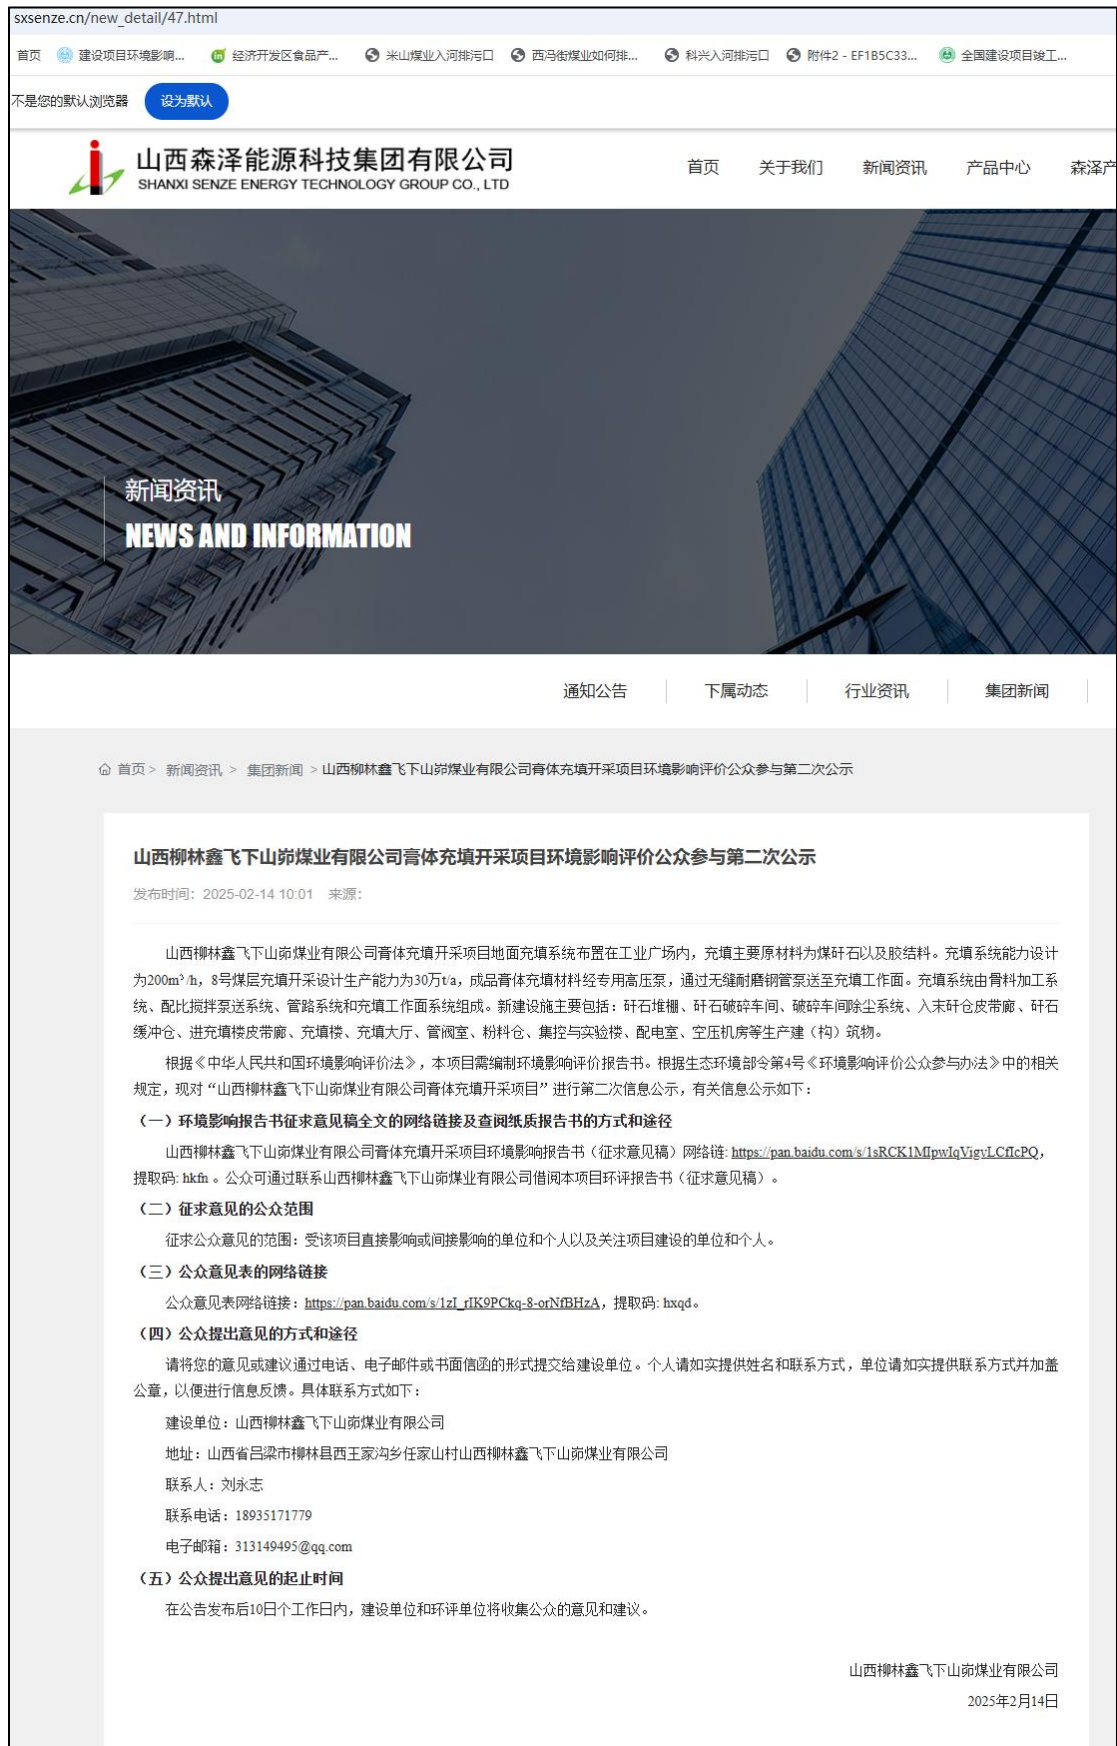 sxsenze.cn/new_detail/47.html
首页 建设项目环境影响... 经济开发区食品产... 米山煤业入河排污口 西冯街煤业如何排... 科兴入河排污口 附件2 - EF1B5C33... 全国建设项目竣工...
不是您的默认浏览器 设为默认
山西森泽能源科技集团有限公司
SHANXI SENZE ENERGY TECHNOLOGY GROUP CO., LTD
首页 关于我们 新闻资讯 产品中心 森泽产
新闻资讯
NEWS AND INFORMATION
通知公告 下属动态 行业资讯 集团新闻
首页 > 新闻资讯 > 集团新闻 > 山西柳林鑫飞下山峁煤业有限公司膏体充填开采项目环境影响评价公众参与第二次公示
山西柳林鑫飞下山峁煤业有限公司膏体充填开采项目环境影响评价公众参与第二次公示
发布时间：2025-02-14 10:01 来源：
山西柳林鑫飞下山峁煤业有限公司膏体充填开采项目地面充填系统布置在工业广场内，充填主要原材料为煤矸石以及胶结料。充填系统能力设计
为200m³/h，8号煤层充填开采设计生产能力为30万t/a，成品膏体充填材料经专用高压泵，通过无缝耐磨钢管泵送至充填工作面。充填系统由骨料加工系
统、配比搅拌泵送系统、管路系统和充填工作面系统组成。新建设施主要包括：矸石堆棚、矸石破碎车间、破碎车间除尘系统、入末矸仓皮带廊、矸石
缓冲仓、进充填楼皮带廊、充填楼、充填大厅、管阀室、粉料仓、集控与实验楼、配电室、空压机房等生产建（构）筑物。
根据《中华人民共和国环境影响评价法》，本项目需编制环境影响评价报告书。根据生态环境部令第4号《环境影响评价公众参与办法》中的相关
规定，现对“山西柳林鑫飞下山峁煤业有限公司膏体充填开采项目”进行第二次信息公示，有关信息公示如下：
（一）环境影响报告书征求意见稿全文的网络链接及查阅纸质报告书的方式和途径
山西柳林鑫飞下山峁煤业有限公司膏体充填开采项目环境影响报告书（征求意见稿）网络链: https://pan.baidu.com/s/1sRCK1MIpwIqVigvLCfIcPQ，
提取码: hkfn 。公众可通过联系山西柳林鑫飞下山峁煤业有限公司借阅本项目环评报告书（征求意见稿）。
（二）征求意见的公众范围
征求公众意见的范围：受该项目直接影响或间接影响的单位和个人以及关注项目建设的单位和个人。
（三）公众意见表的网络链接
公众意见表网络链接：https://pan.baidu.com/s/1zI_rIK9PCkq-8-orNfBHzA，提取码: hxqd。
（四）公众提出意见的方式和途径
请将您的意见或建议通过电话、电子邮件或书面信函的形式提交给建设单位。个人请如实提供姓名和联系方式，单位请如实提供联系方式并加盖
公章，以便进行信息反馈。具体联系方式如下：
建设单位：山西柳林鑫飞下山峁煤业有限公司
地址：山西省吕梁市柳林县西王家沟乡任家山村山西柳林鑫飞下山峁煤业有限公司
联系人：刘永志
联系电话：18935171779
电子邮箱：313149495@qq.com
（五）公众提出意见的起止时间
在公告发布后10日个工作日内，建设单位和环评单位将收集公众的意见和建议。
山西柳林鑫飞下山峁煤业有限公司
2025年2月14日